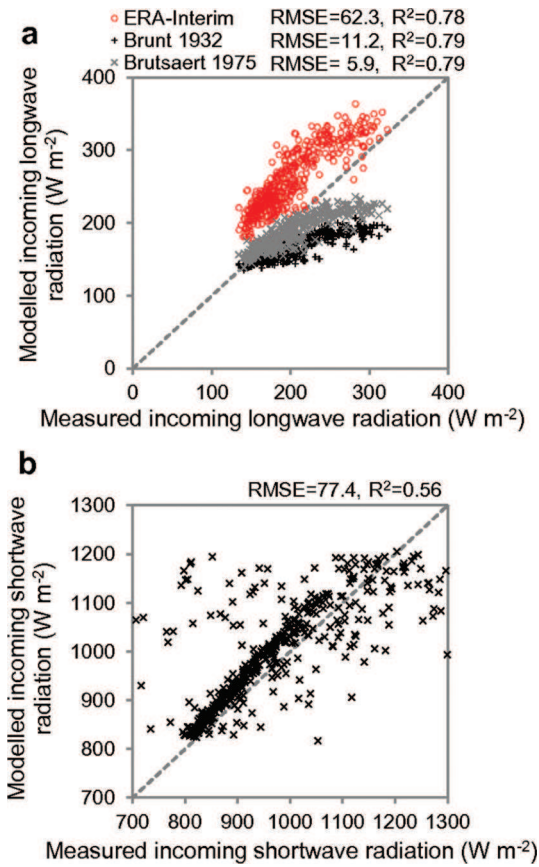 a
ERA-Interim RMSE=62.3, R²=0.78
Brunt 1932 RMSE=11.2, R²=0.79
Brutsaert 1975 RMSE= 5.9, R²=0.79
400
300
200
100
0
Modelled incoming longwave
radiation (W m⁻²)
0 100 200 300 400
Measured incoming longwave radiation (W m⁻²)
b
RMSE=77.4, R²=0.56
1300
1200
1100
1000
900
800
700
Modelled incoming shortwave
radiation (W m⁻²)
700 800 900 1000 1100 1200 1300
Measured incoming shortwave radiation (W m⁻²)